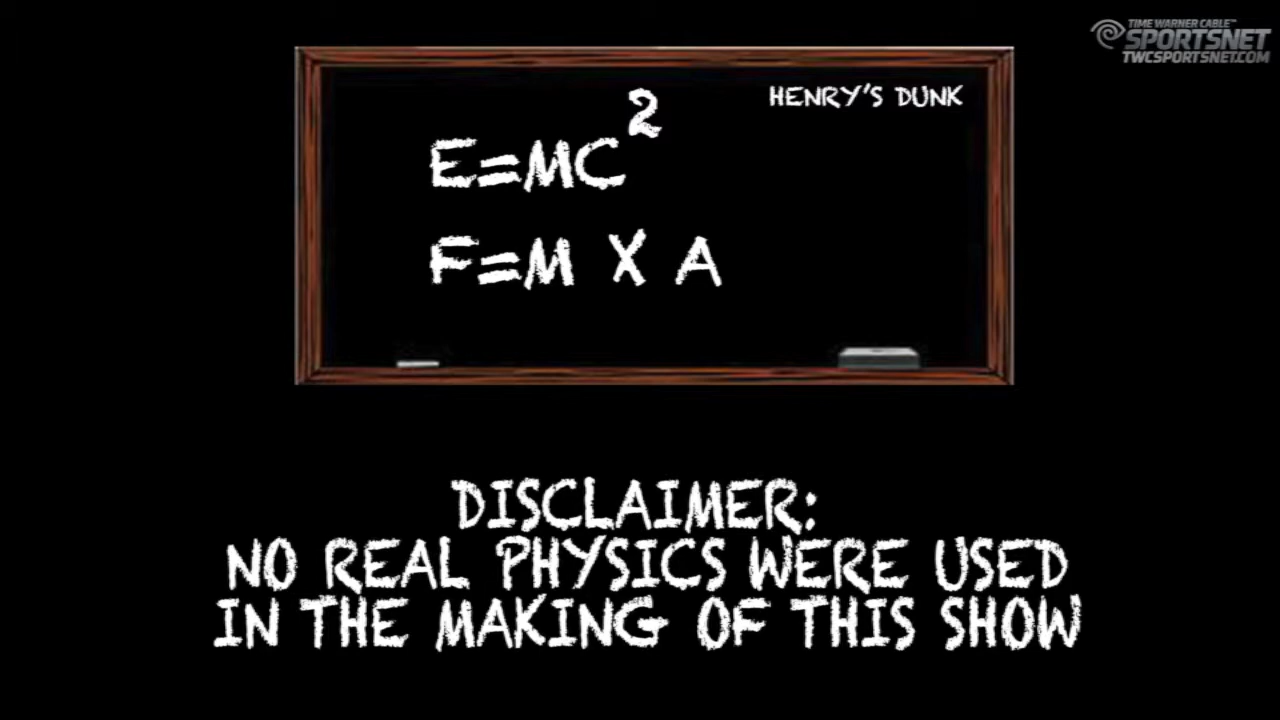 TIME WARNER CABLE™
SPORTSNET
TWCSPORTSNET.COM
HENRY'S DUNK
E=MC²
F=M X A
DISCLAIMER:
NO REAL PHYSICS WERE USED
IN THE MAKING OF THIS SHOW